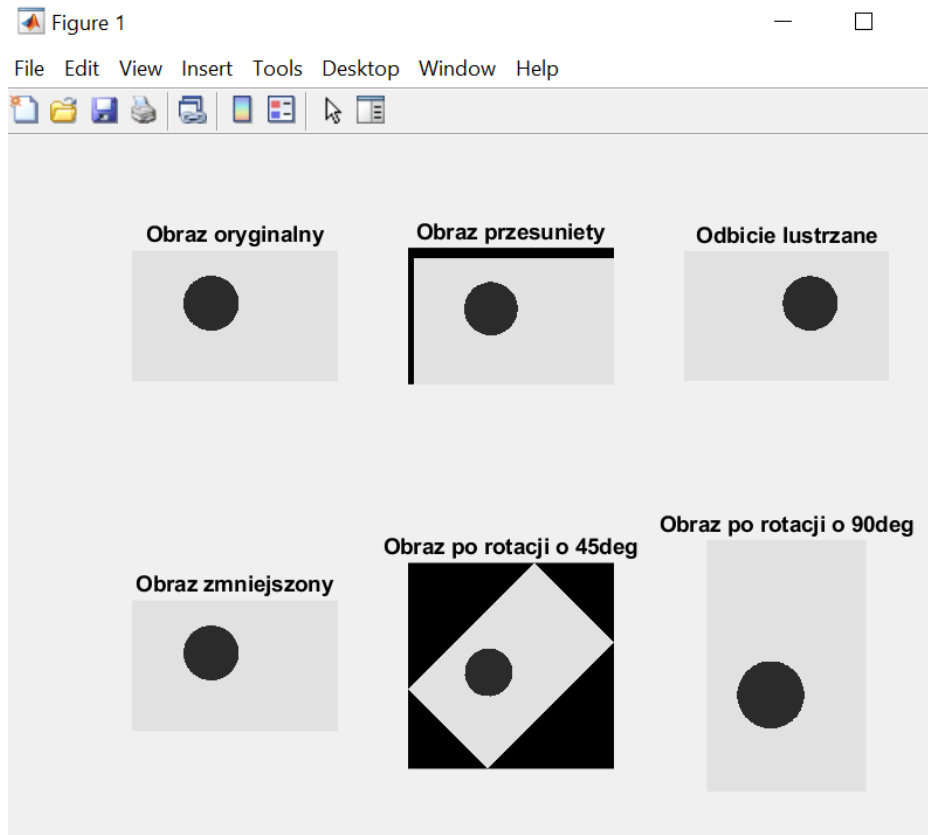 Figure 1
File Edit View Insert Tools Desktop Window Help
Obraz oryginalny
Obraz przesuniety
Odbicie lustrzane
Obraz zmniejszony
Obraz po rotacji o 45deg
Obraz po rotacji o 90deg